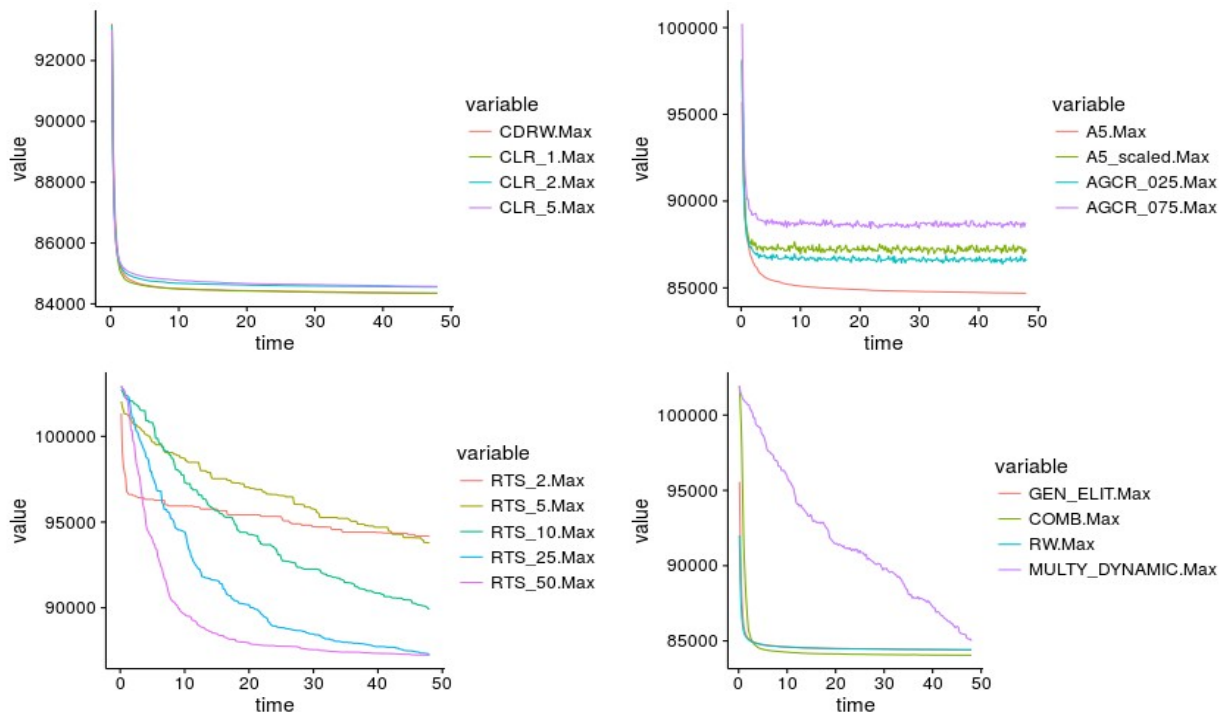 92000
90000
88000
86000
84000
value
0 10 20 30 40 50
time
variable
CDRW.Max
CLR_1.Max
CLR_2.Max
CLR_5.Max
100000
95000
90000
85000
value
0 10 20 30 40 50
time
variable
A5.Max
A5_scaled.Max
AGCR_025.Max
AGCR_075.Max
100000
95000
90000
value
0 10 20 30 40 50
time
variable
RTS_2.Max
RTS_5.Max
RTS_10.Max
RTS_25.Max
RTS_50.Max
100000
95000
90000
85000
value
0 10 20 30 40 50
time
variable
GEN_ELIT.Max
COMB.Max
RW.Max
MULTY_DYNAMIC.Max